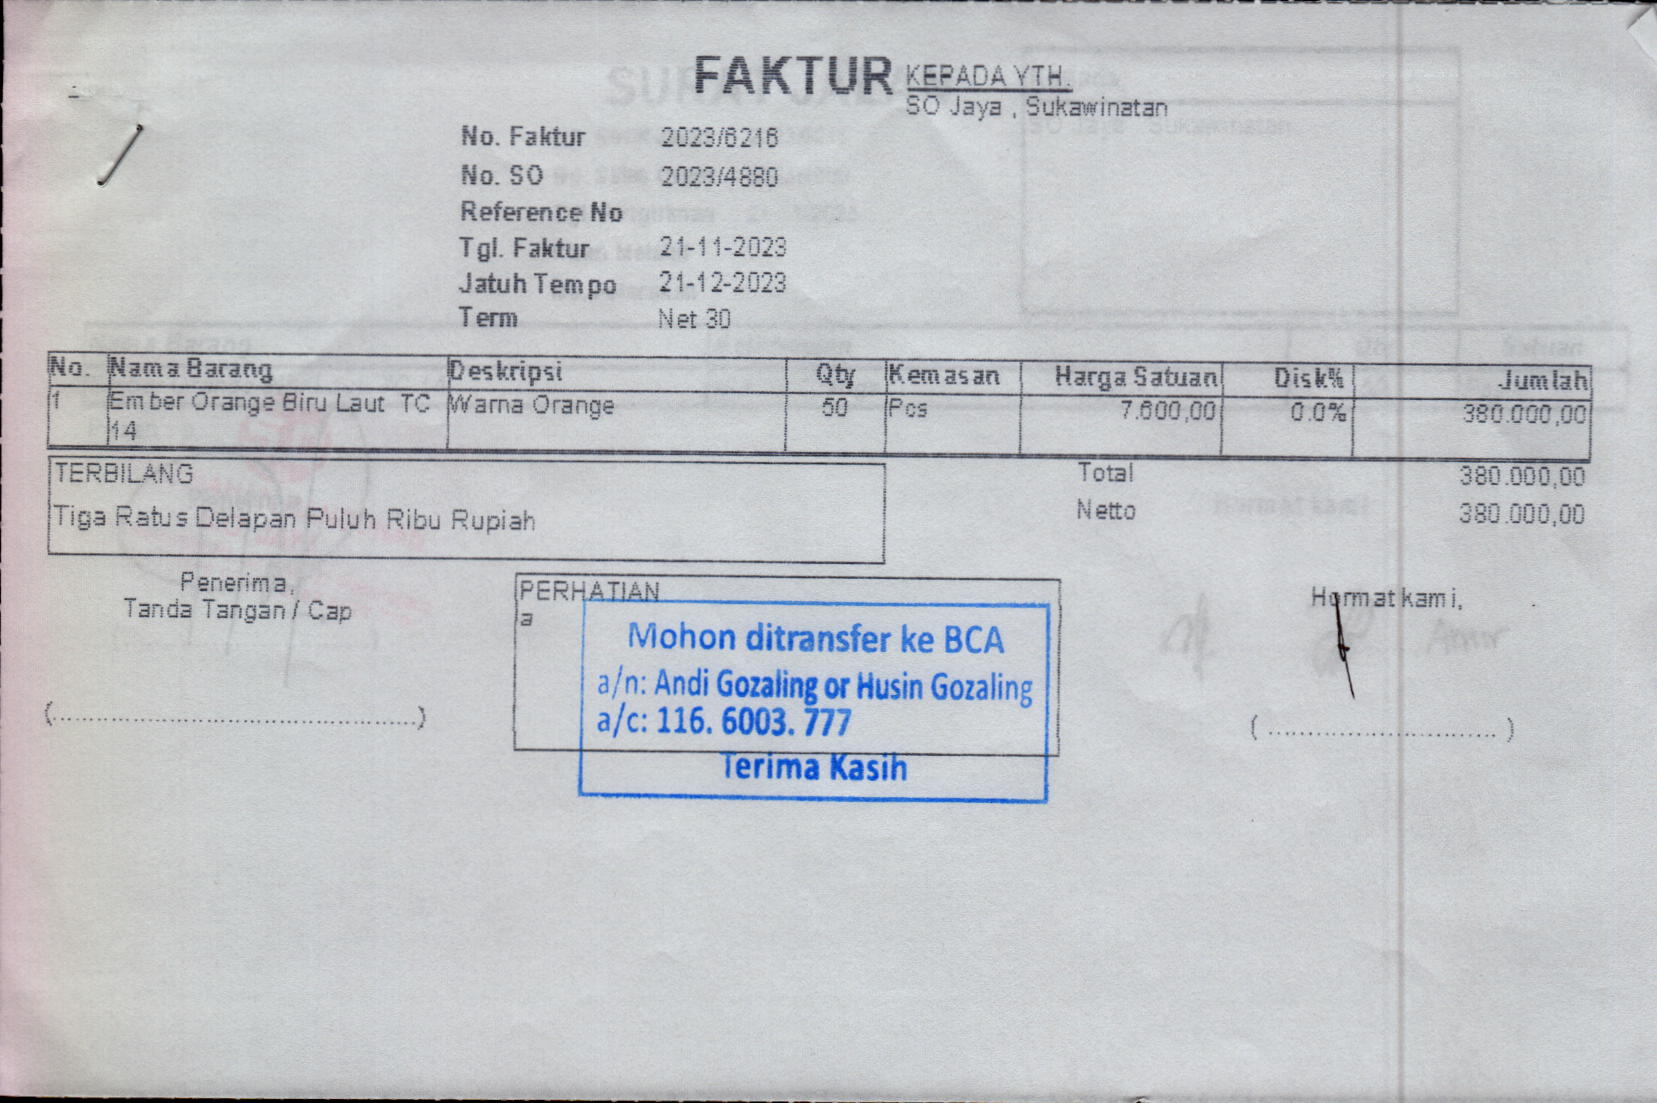 FAKTUR
KEPADA YTH.
SO Jaya , Sukawinatan
No. Faktur 2023/6216
No. SO 2023/4880
Reference No
Tgl. Faktur 21-11-2023
Jatuh Tempo 21-12-2023
Term Net 30
No. Nama Barang Deskripsi Qty Kemasan Harga Satuan Disk% Jumlah
1 Ember Orange Biru Laut TC Warna Orange 50 Pcs 7.600,00 0.0% 380.000,00
14
TERBILANG
Tiga Ratus Delapan Puluh Ribu Rupiah
Total 380.000,00
Netto 380.000,00
Penerima,
Tanda Tangan / Cap
(..............................................)
PERHATIAN
a
Mohon ditransfer ke BCA
a/n: Andi Gozaling or Husin Gozaling
a/c: 116. 6003. 777
Terima Kasih
Hormat kami,
( ............................. )